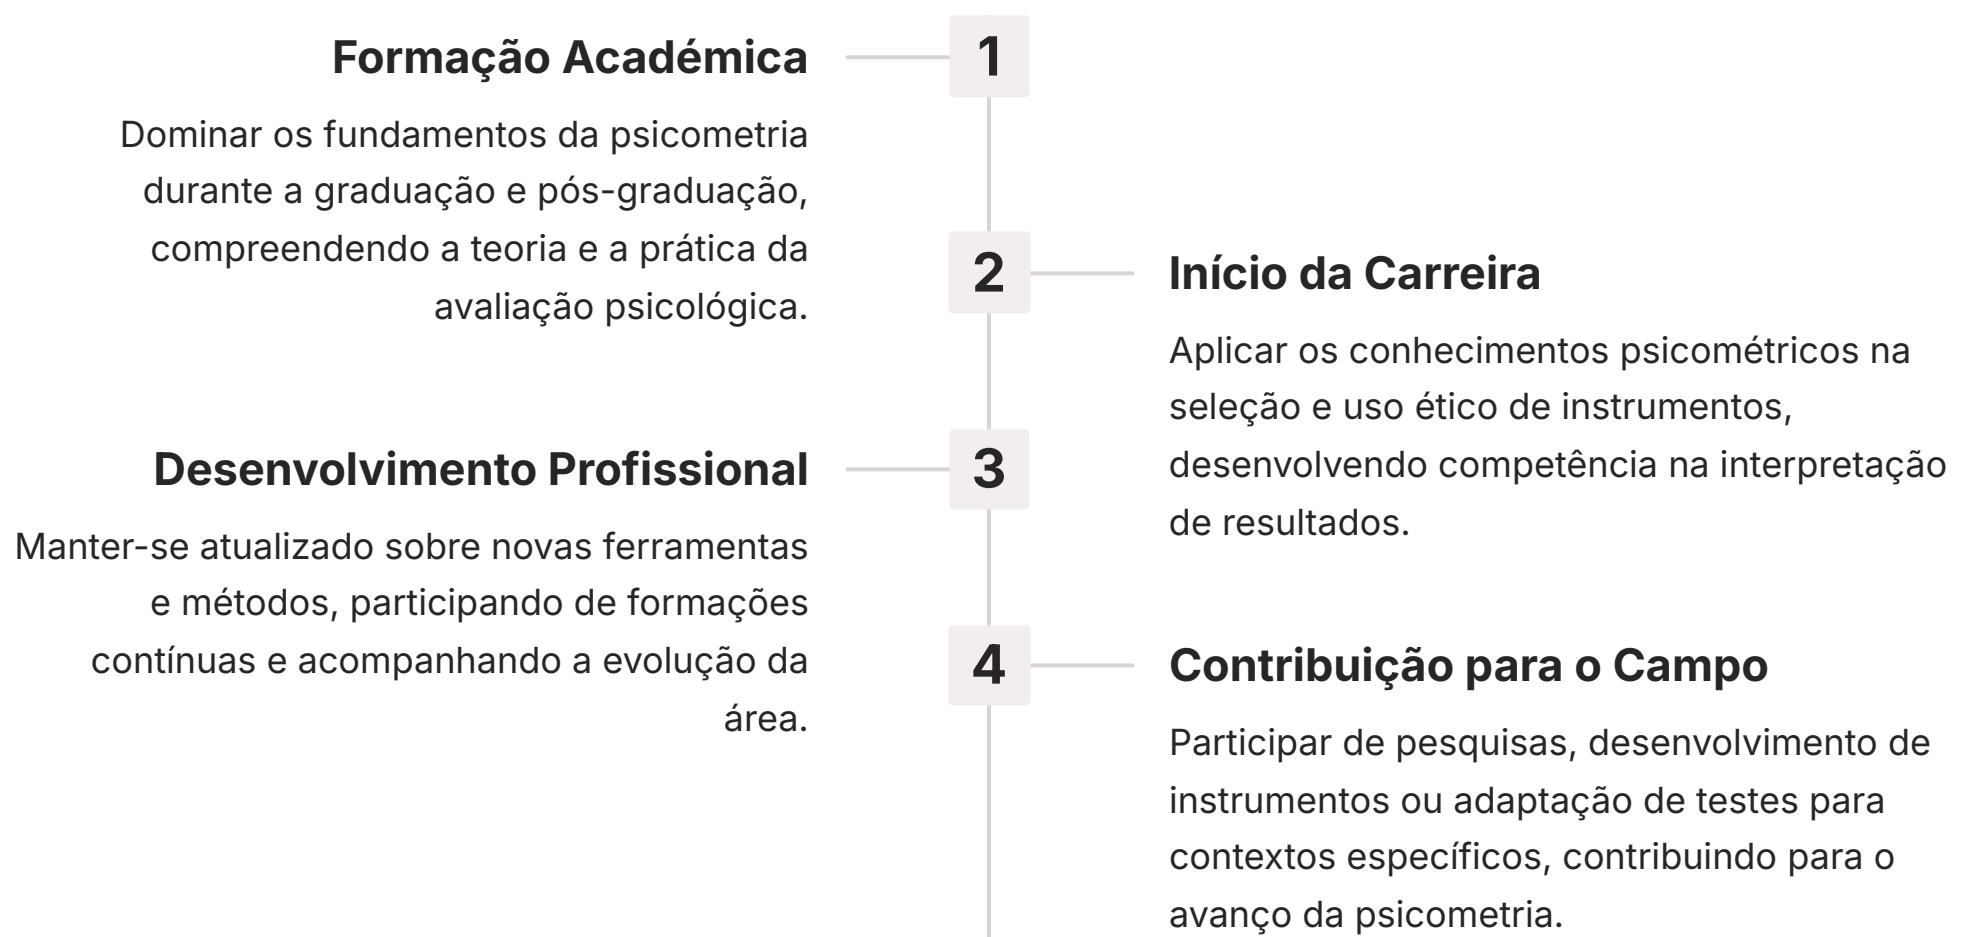 1
Formação Académica
Dominar os fundamentos da psicometria
durante a graduação e pós-graduação,
compreendendo a teoria e a prática da
avaliação psicológica.
2
Início da Carreira
Aplicar os conhecimentos psicométricos na
seleção e uso ético de instrumentos,
desenvolvendo competência na interpretação
de resultados.
3
Desenvolvimento Profissional
Manter-se atualizado sobre novas ferramentas
e métodos, participando de formações
contínuas e acompanhando a evolução da
área.
4
Contribuição para o Campo
Participar de pesquisas, desenvolvimento de
instrumentos ou adaptação de testes para
contextos específicos, contribuindo para o
avanço da psicometria.